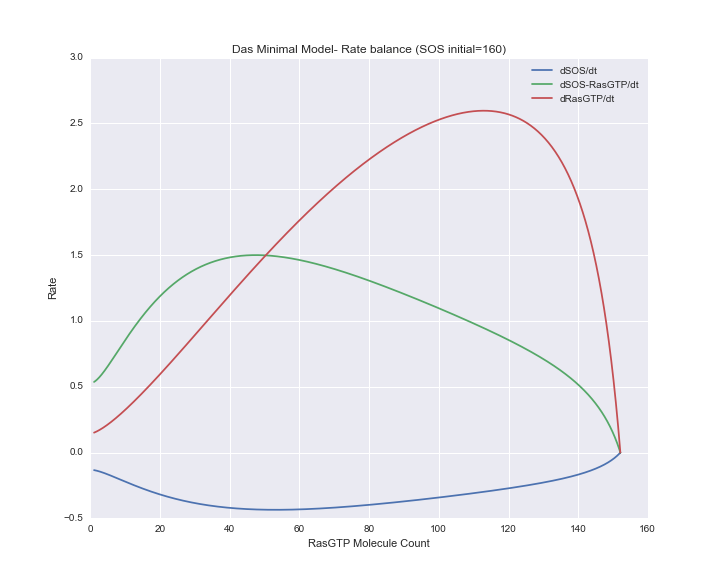 Das Minimal Model- Rate balance (SOS initial=160)
dSOS/dt
dSOS-RasGTP/dt
dRasGTP/dt
Rate
3.0
2.5
2.0
1.5
1.0
0.5
0.0
−0.5
0 20 40 60 80 100 120 140 160
RasGTP Molecule Count